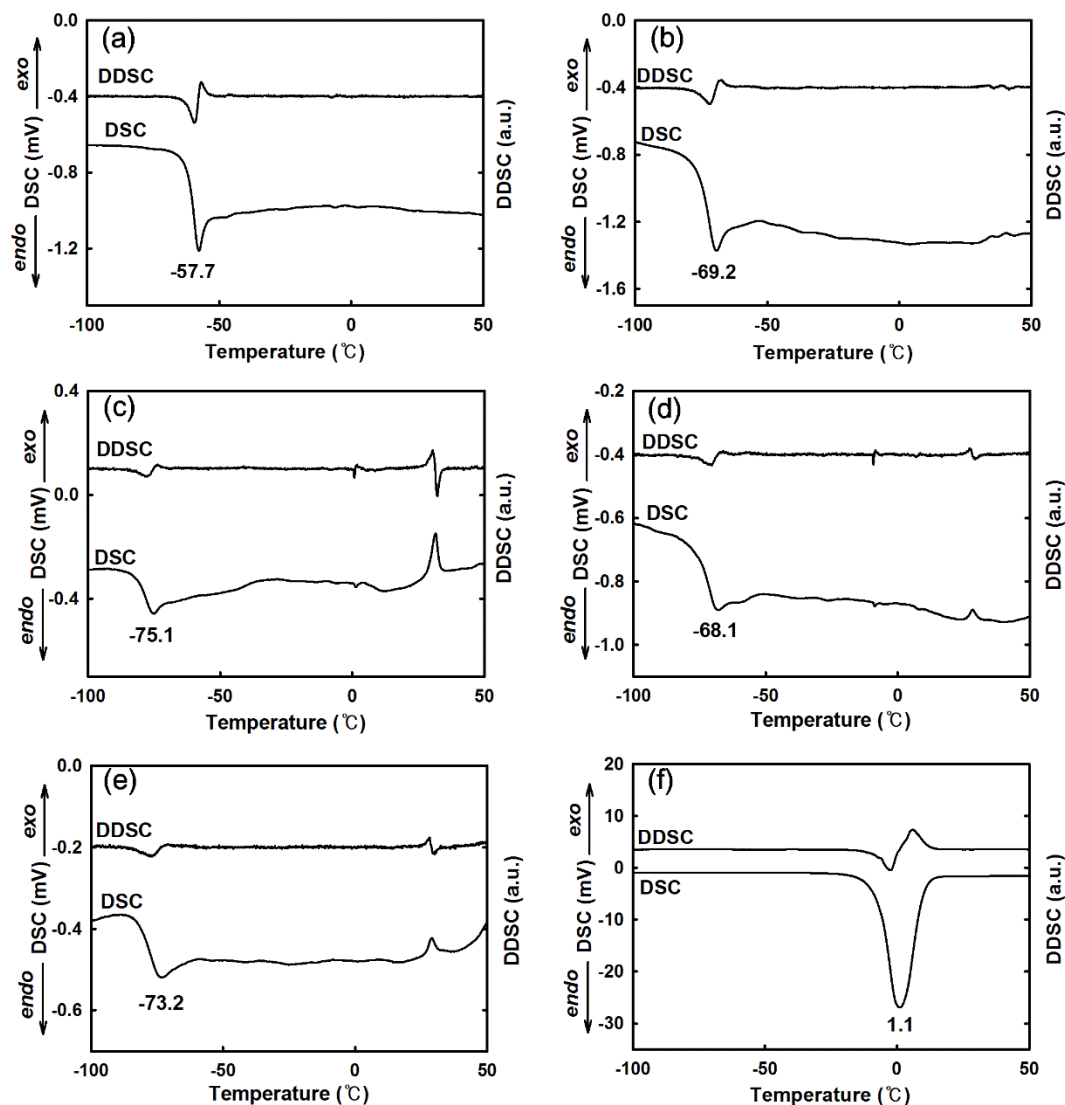 (a)
0.0
-0.4
-0.8
-1.2
exo
DSC (mV)
endo
DDSC
DSC
-57.7
DDSC (a.u.)
-100 -50 0 50
Temperature (℃)
(b)
0.0
-0.4
-0.8
-1.2
-1.6
exo
DSC (mV)
endo
DDSC
DSC
-69.2
DDSC (a.u.)
-100 -50 0 50
Temperature (℃)
(c)
0.4
0.0
-0.4
exo
DSC (mV)
endo
DDSC
DSC
-75.1
DDSC (a.u.)
-100 -50 0 50
Temperature (℃)
(d)
-0.2
-0.4
-0.6
-0.8
-1.0
exo
DSC (mV)
endo
DDSC
DSC
-68.1
DDSC (a.u.)
-100 -50 0 50
Temperature (℃)
(e)
0.0
-0.2
-0.4
-0.6
exo
DSC (mV)
endo
DDSC
DSC
-73.2
DDSC (a.u.)
-100 -50 0 50
Temperature (℃)
(f)
20
10
0
-10
-20
-30
exo
DSC (mV)
endo
DDSC
DSC
1.1
DDSC (a.u.)
-100 -50 0 50
Temperature (℃)